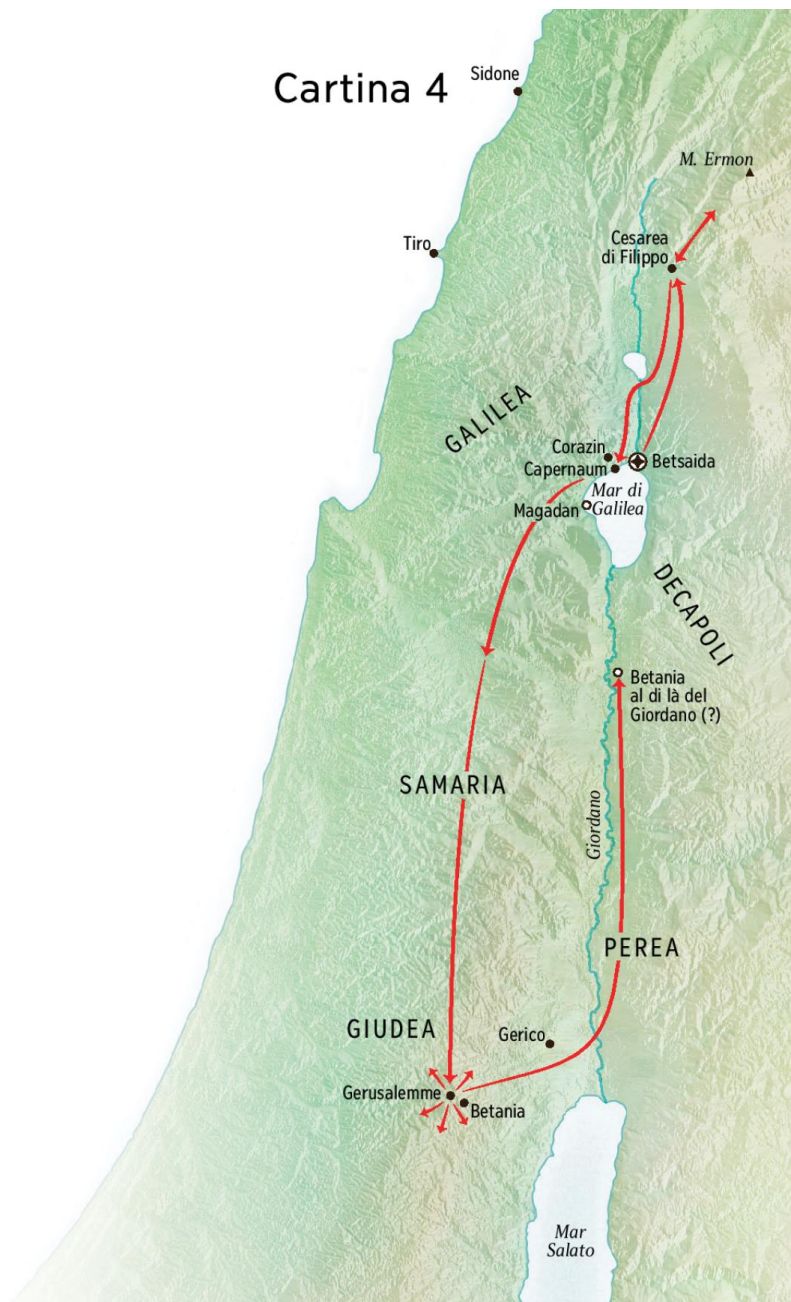 Cartina 4
Sidone
M. Ermon
Tiro
Cesarea
di Filippo
GALILEA
Corazin
Capernaum
Betsaida
Mar di
Galilea
Magadan
DECAPOLI
Betania
al di là del
Giordano (?)
SAMARIA
Giordano
PEREA
GIUDEA
Gerico
Gerusalemme
Betania
Mar
Salato